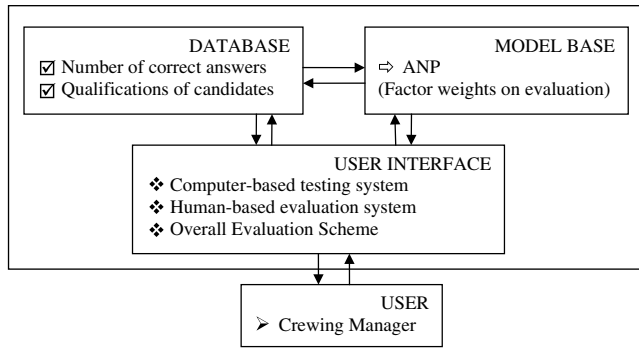 DATABASE
☑ Number of correct answers
☑ Qualifications of candidates
MODEL BASE
⇨ ANP
(Factor weights on evaluation)
USER INTERFACE
❖ Computer-based testing system
❖ Human-based evaluation system
❖ Overall Evaluation Scheme
USER
➢ Crewing Manager